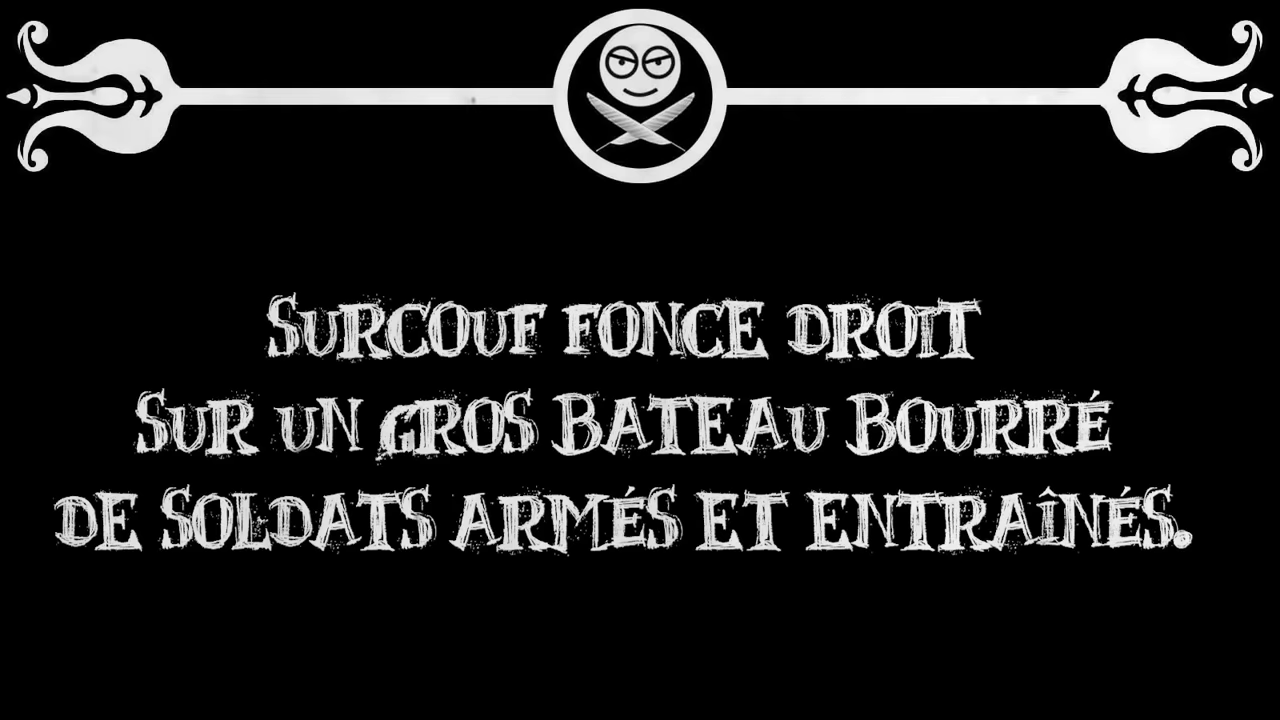 SURCOUF FONCE DROIT
SUR UN GROS BATEAU BOURRÉ
DE SOLDATS ARMÉS ET ENTRAÎNÉS.